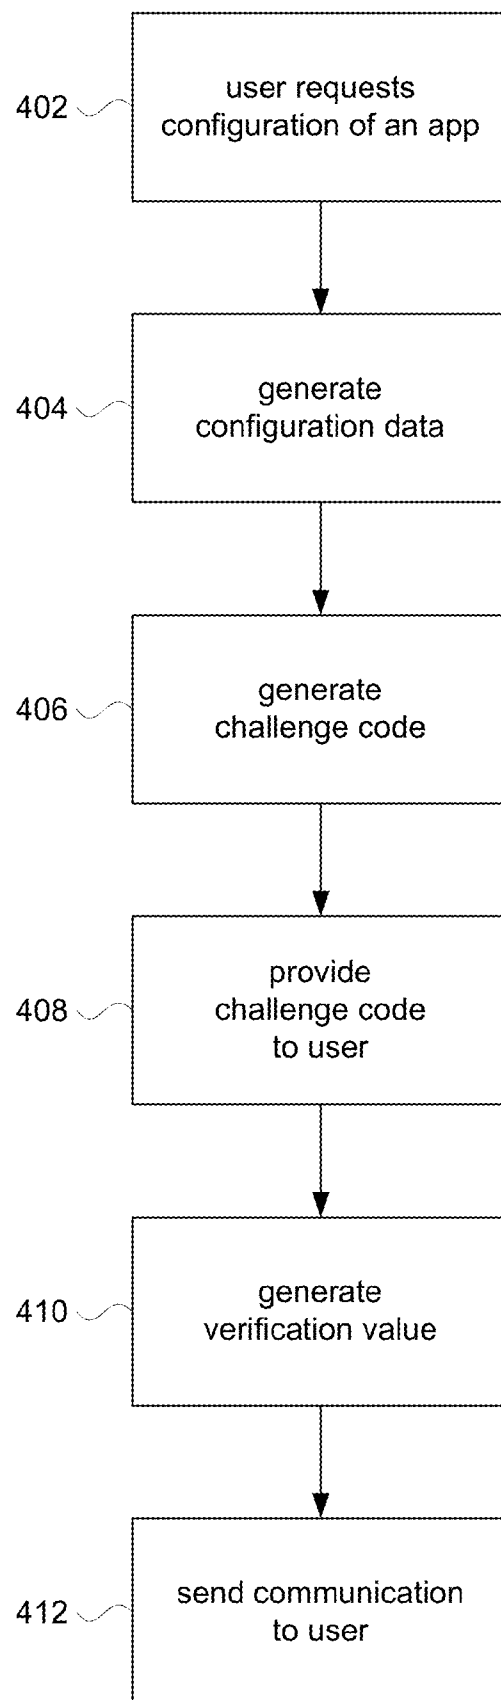 402
user requests
configuration of an app
404
generate
configuration data
406
generate
challenge code
408
provide
challenge code
to user
410
generate
verification value
412
send communication
to user